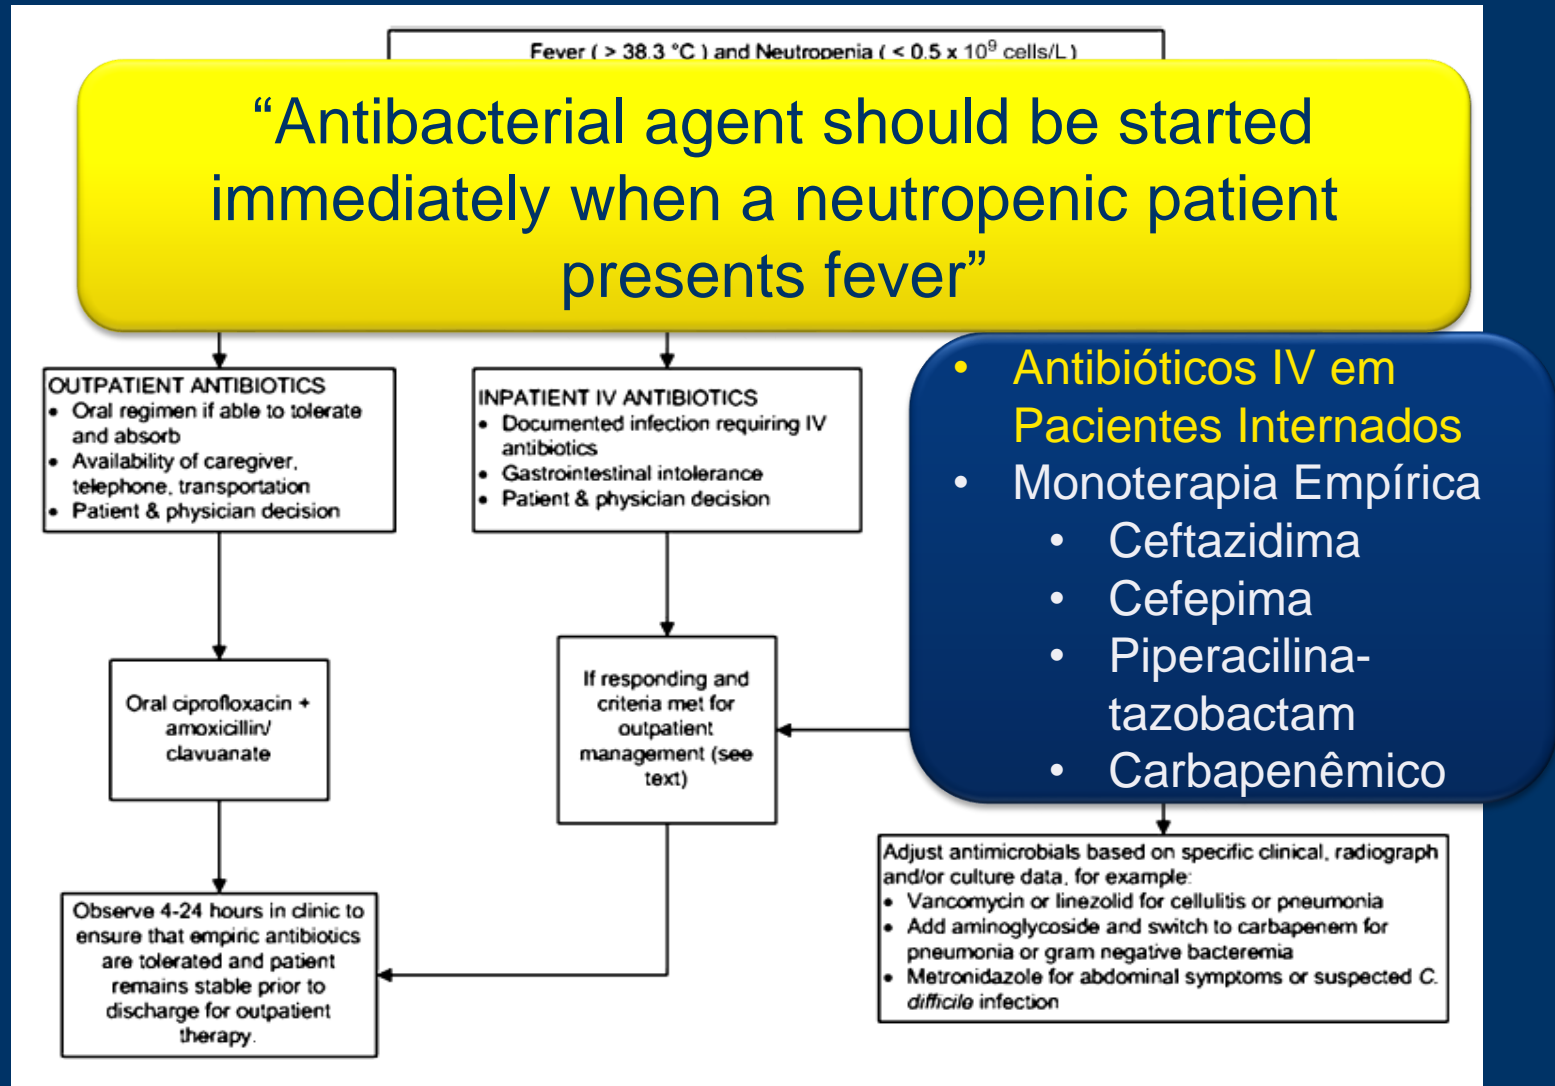 Fever ( > 38.3 °C ) and Neutropenia ( < 0.5 x 10⁹ cells/L )
“Antibacterial agent should be started
immediately when a neutropenic patient
presents fever”
OUTPATIENT ANTIBIOTICS
• Oral regimen if able to tolerate
and absorb
• Availability of caregiver,
telephone, transportation
• Patient & physician decision
INPATIENT IV ANTIBIOTICS
• Documented infection requiring IV
antibiotics
• Gastrointestinal intolerance
• Patient & physician decision
• Antibióticos IV em
Pacientes Internados
• Monoterapia Empírica
• Ceftazidima
• Cefepima
• Piperacilina-
tazobactam
• Carbapenêmico
Oral ciprofloxacin +
amoxicillin/
clavuanate
If responding and
criteria met for
outpatient
management (see
text)
Observe 4-24 hours in clinic to
ensure that empiric antibiotics
are tolerated and patient
remains stable prior to
discharge for outpatient
therapy.
Adjust antimicrobials based on specific clinical, radiograph
and/or culture data, for example:
• Vancomycin or linezolid for cellulitis or pneumonia
• Add aminoglycoside and switch to carbapenem for
pneumonia or gram negative bacteremia
• Metronidazole for abdominal symptoms or suspected C.
difficile infection